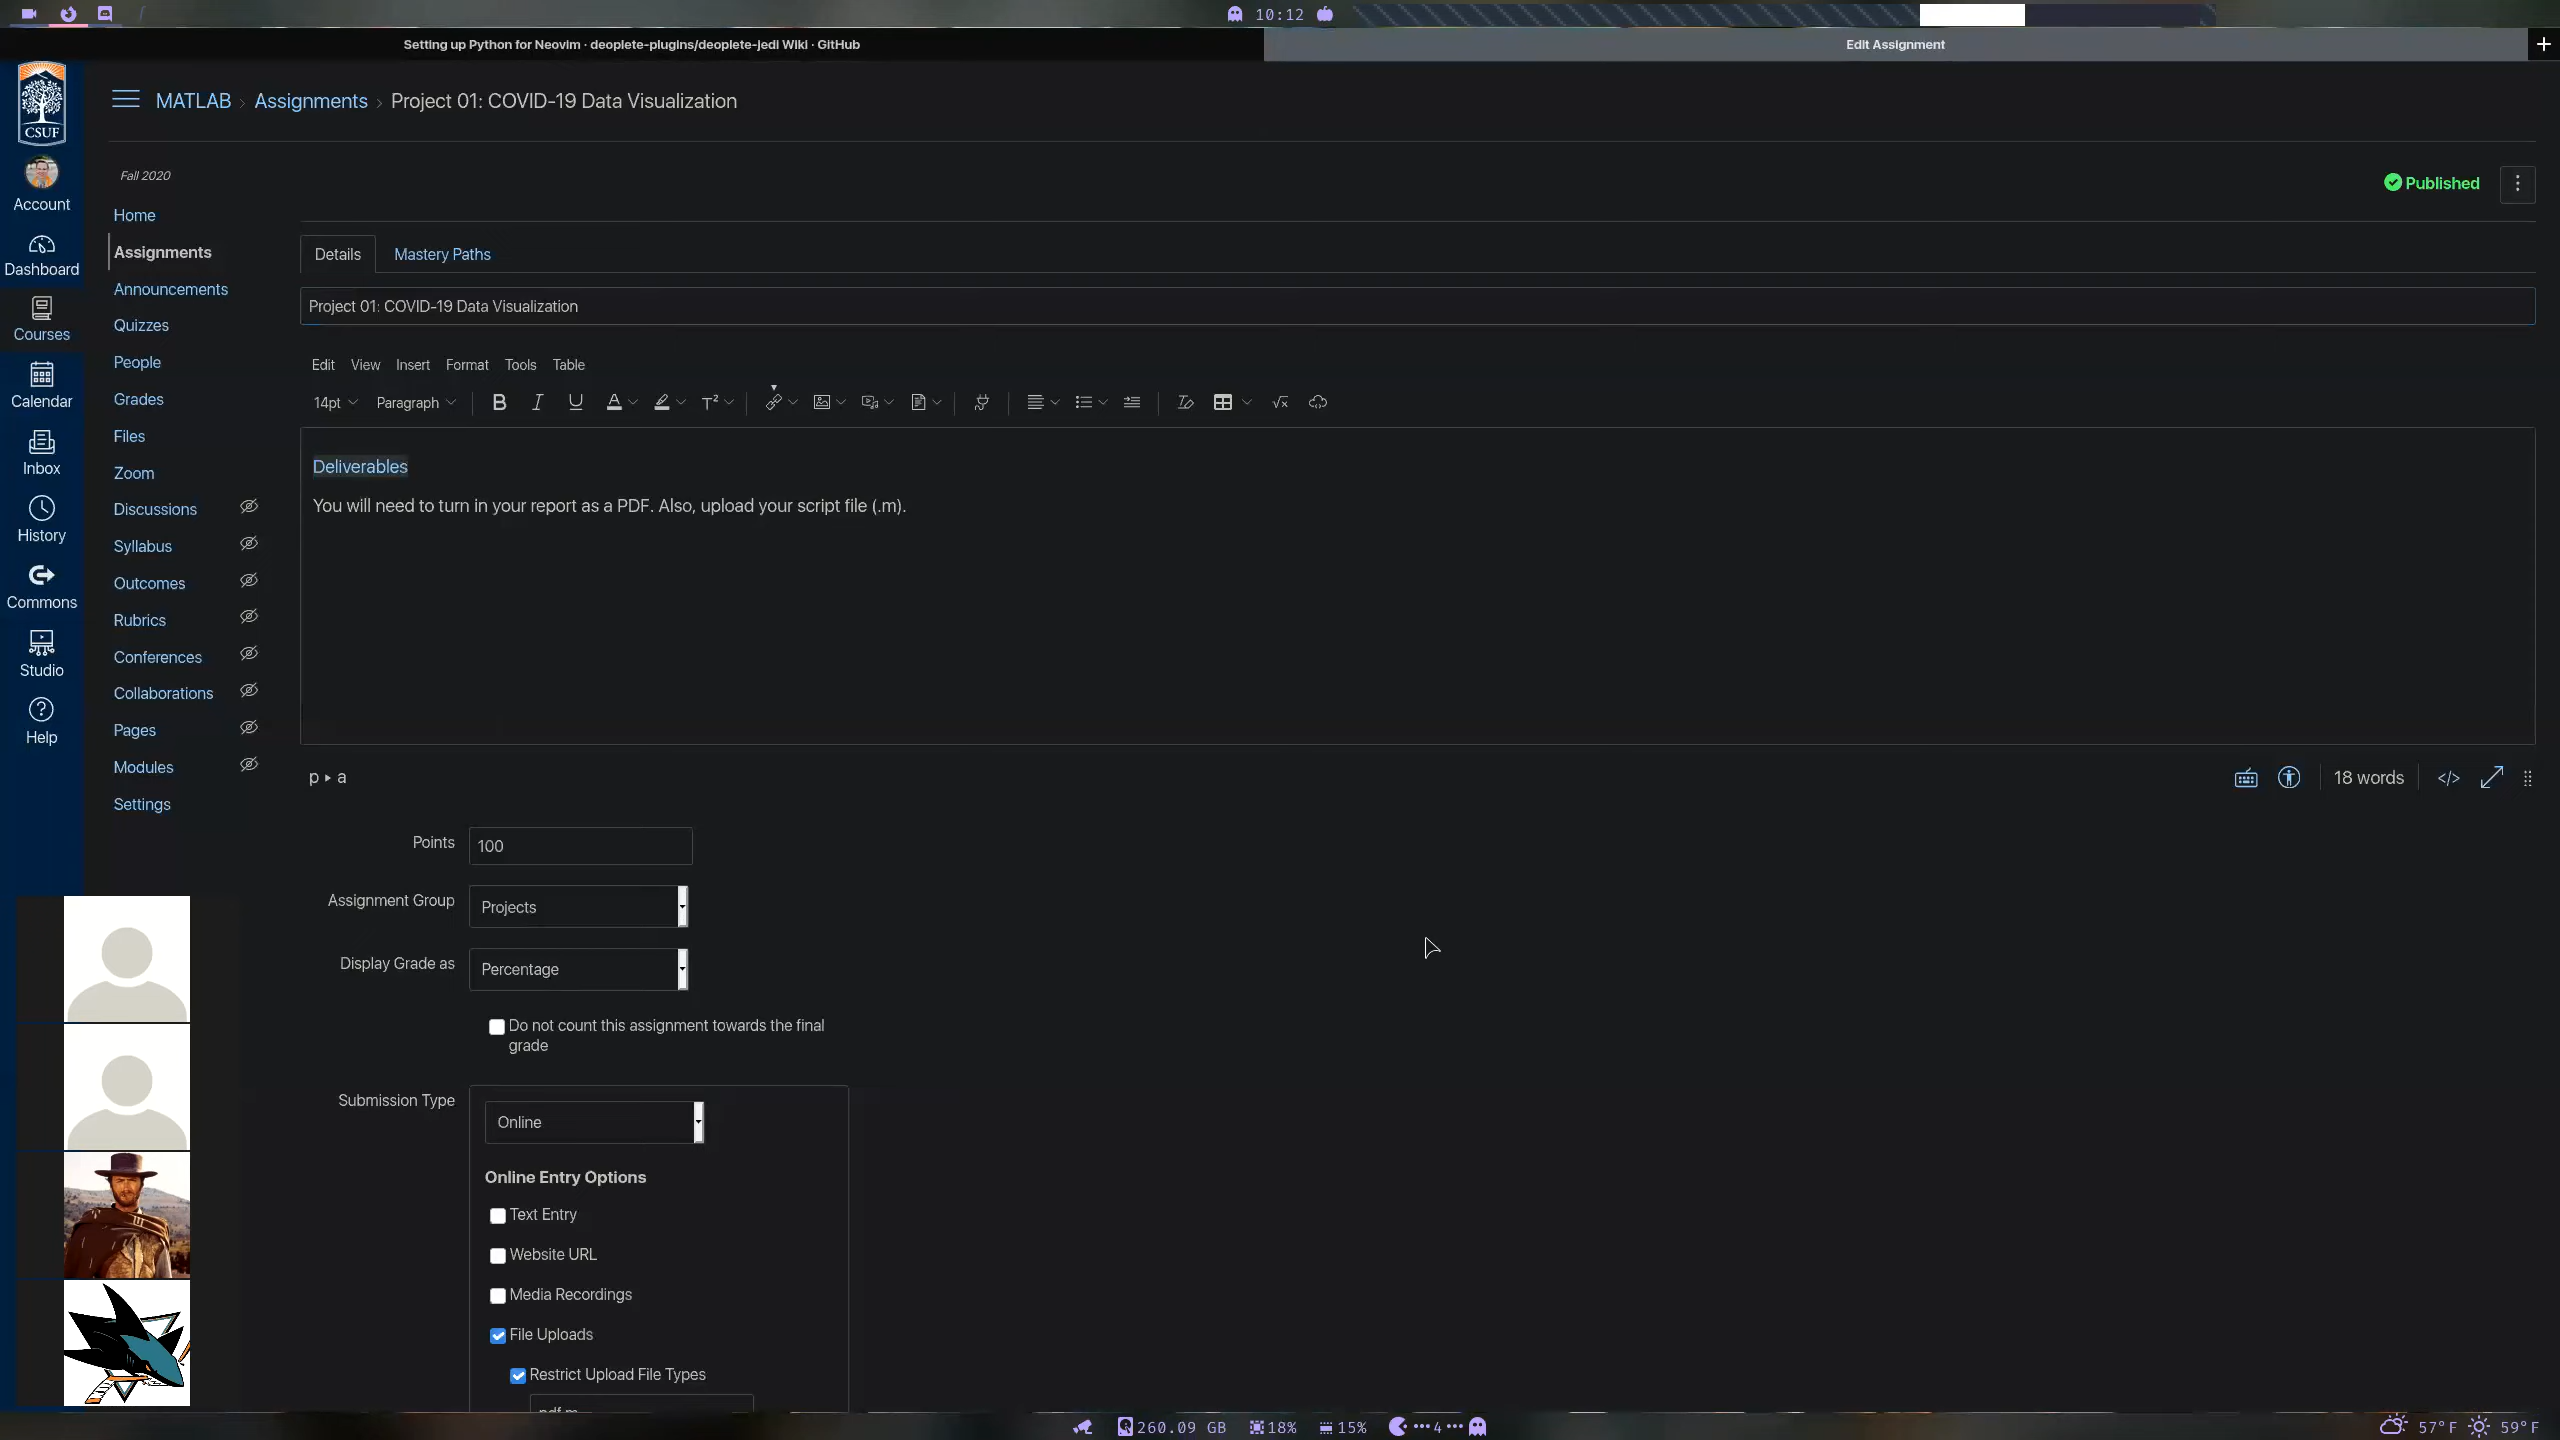 10:12
Setting up Python for Neovim · deoplete-plugins/deoplete-jedi Wiki · GitHub
Edit Assignment
+
CSUF
Account
Dashboard
Courses
Calendar
Inbox
History
Commons
Studio
Help
MATLAB › Assignments › Project 01: COVID-19 Data Visualization
Fall 2020
Home
Assignments
Announcements
Quizzes
People
Grades
Files
Zoom
Discussions
Syllabus
Outcomes
Rubrics
Conferences
Collaborations
Pages
Modules
Settings
Published
Details
Mastery Paths
Project 01: COVID-19 Data Visualization
Edit View Insert Format Tools Table
14pt Paragraph B I U A T²
Deliverables
You will need to turn in your report as a PDF. Also, upload your script file (.m).
p ▸ a
18 words </>
Points
100
Assignment Group
Projects
Display Grade as
Percentage
Do not count this assignment towards the final
grade
Submission Type
Online
Online Entry Options
Text Entry
Website URL
Media Recordings
File Uploads
Restrict Upload File Types
260.09 GB 18% 15% 4
57°F 59°F